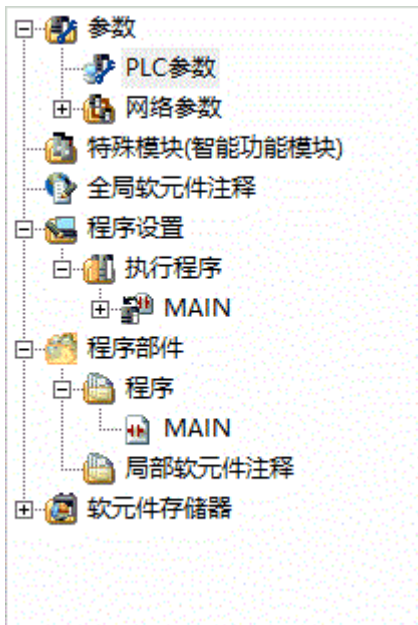 参数
PLC参数
网络参数
特殊模块(智能功能模块)
全局软元件注释
程序设置
执行程序
MAIN
程序部件
程序
MAIN
局部软元件注释
软元件存储器